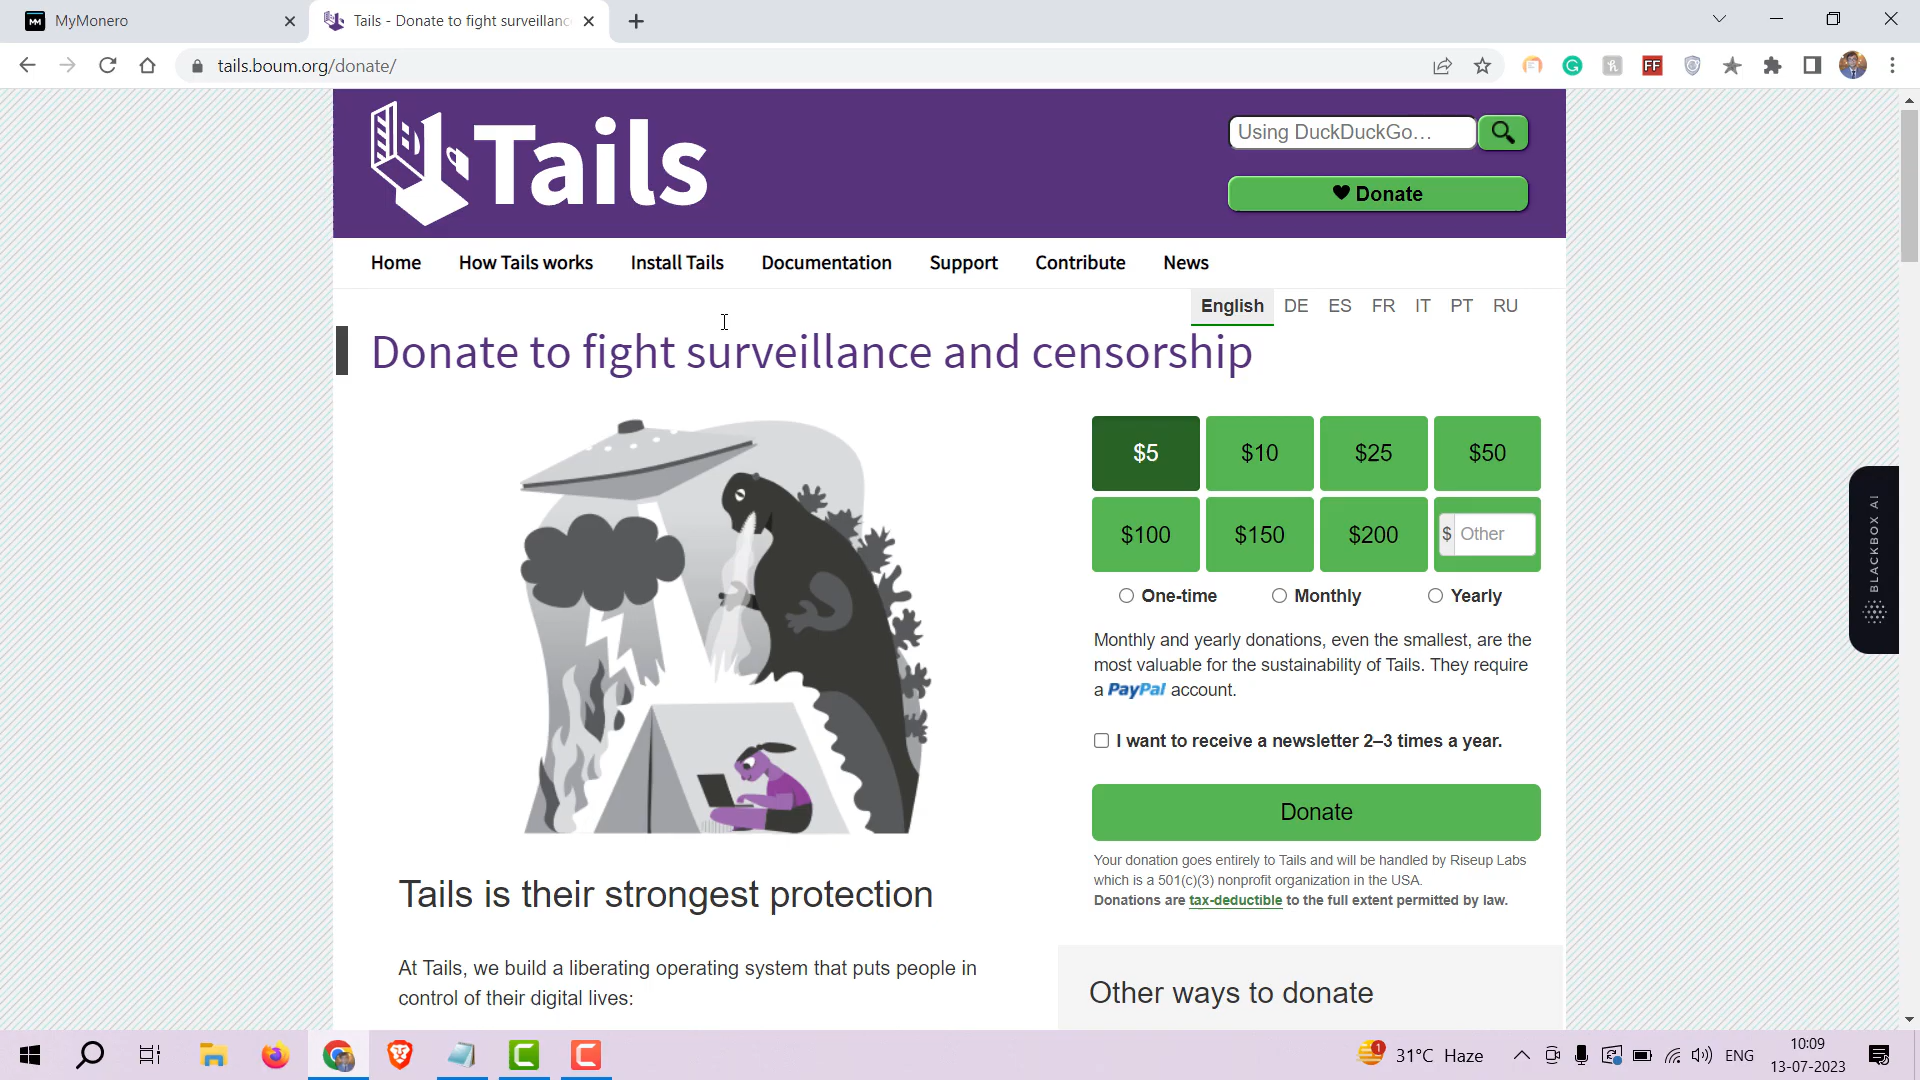 MyMonero
Tails - Donate to fight surveillanc
tails.boum.org/donate/
FF
Tails
Using DuckDuckGo…
Donate
Home How Tails works Install Tails Documentation Support Contribute News
English DE ES FR IT PT RU
Donate to fight surveillance and censorship
$5 $10 $25 $50
$100 $150 $200 $ Other
One-time Monthly Yearly
Monthly and yearly donations, even the smallest, are the
most valuable for the sustainability of Tails. They require
a PayPal account.
I want to receive a newsletter 2–3 times a year.
Donate
Your donation goes entirely to Tails and will be handled by Riseup Labs
which is a 501(c)(3) nonprofit organization in the USA.
Donations are tax-deductible to the full extent permitted by law.
BLACKBOX AI
Tails is their strongest protection
At Tails, we build a liberating operating system that puts people in
control of their digital lives:
Other ways to donate
1
31°C Haze
ENG
10:09
13-07-2023